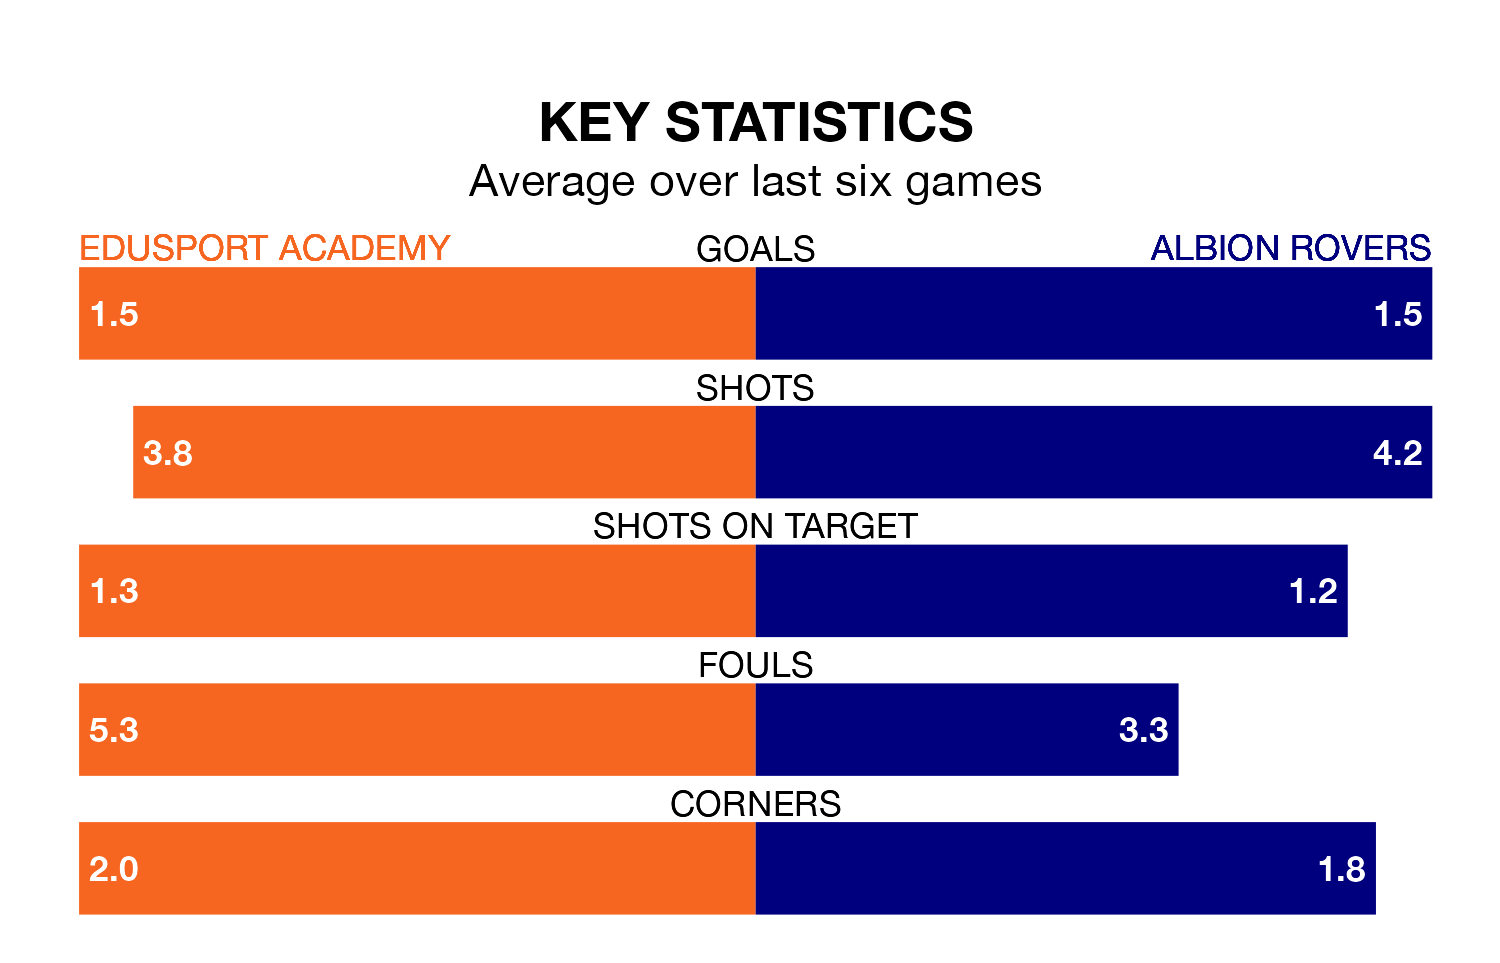 KEY STATISTICS
Average over last six games
EDUSPORT ACADEMY GOALS ALBION ROVERS
1.5 1.5
SHOTS
3.8 4.2
SHOTS ON TARGET
1.3 1.2
FOULS
5.3 3.3
CORNERS
2.0 1.8